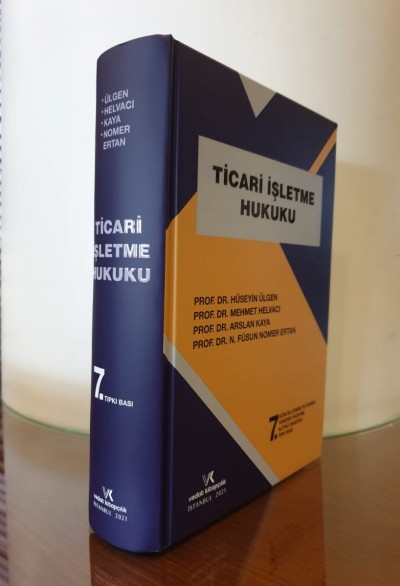 • ÜLGEN
• HELVACI
• KAYA
• NOMER
ERTAN
TİCARİ
İŞLETME
HUKUKU
7. TIPKI BASI
VK
vedat kitapçılık
İSTANBUL 2021
TİCARİ İŞLETME
HUKUKU
PROF. DR. HÜSEYİN ÜLGEN
PROF. DR. MEHMET HELVACI
PROF. DR. ARSLAN KAYA
PROF. DR. N. FÜSUN NOMER ERTAN
7.